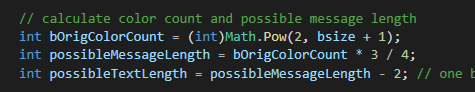 // calculate color count and possible message length
int bOrigColorCount = (int)Math.Pow(2, bsize + 1);
int possibleMessageLength = bOrigColorCount * 3 / 4;
int possibleTextLength = possibleMessageLength - 2; // one b